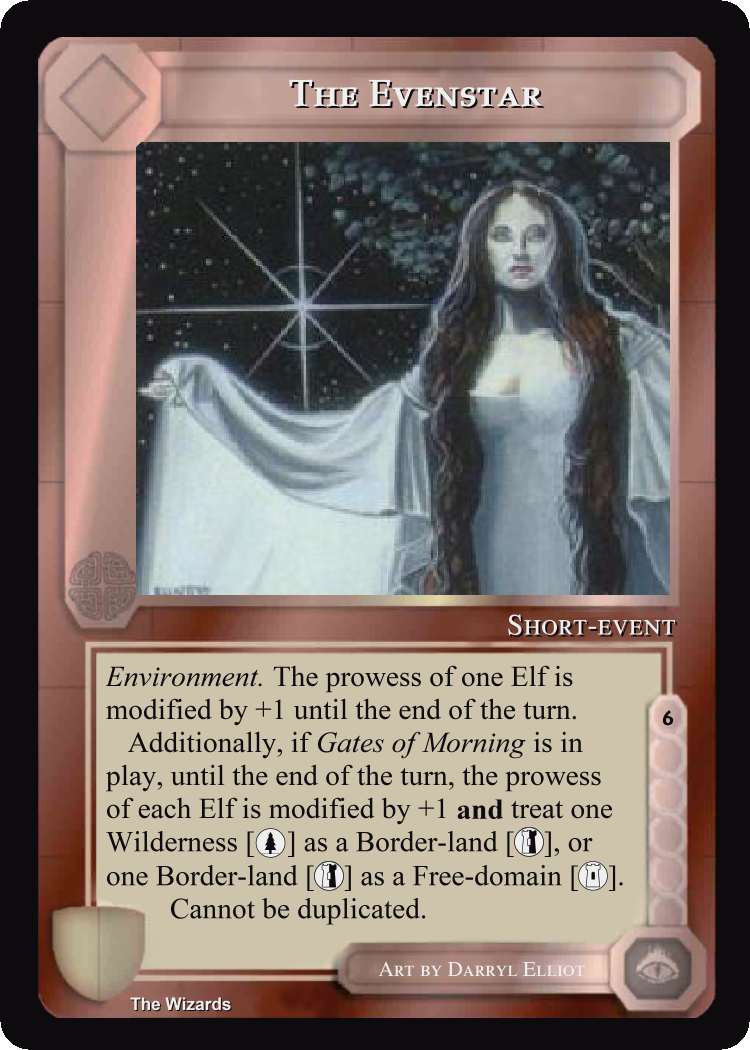 The Evenstar
Short-event
Environment. The prowess of one Elf is
modified by +1 until the end of the turn.
Additionally, if Gates of Morning is in
play, until the end of the turn, the prowess
of each Elf is modified by +1 and treat one
Wilderness [] as a Border-land [], or
one Border-land [] as a Free-domain [].
Cannot be duplicated.
6
Art by Darryl Elliot
The Wizards